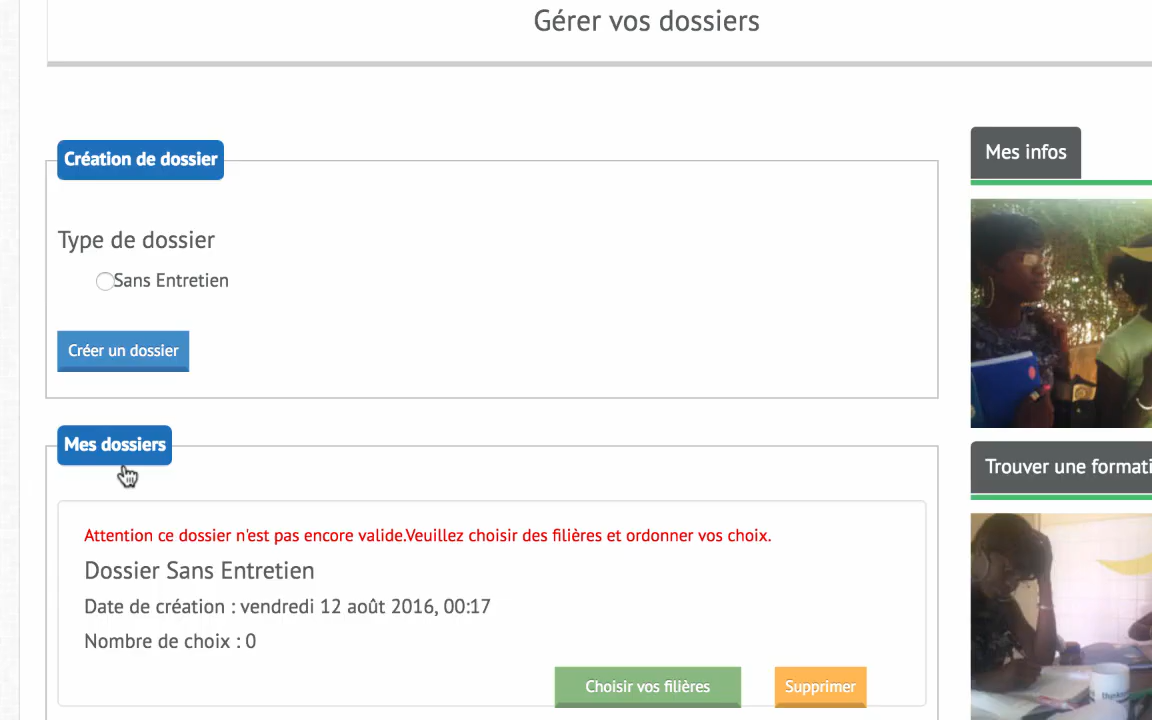 Gérer vos dossiers
Création de dossier
Type de dossier
Sans Entretien
Créer un dossier
Mes dossiers
Attention ce dossier n'est pas encore valide.Veuillez choisir des filières et ordonner vos choix.
Dossier Sans Entretien
Date de création : vendredi 12 août 2016, 00:17
Nombre de choix : 0
Choisir vos filières
Supprimer
Mes infos
Trouver une formati